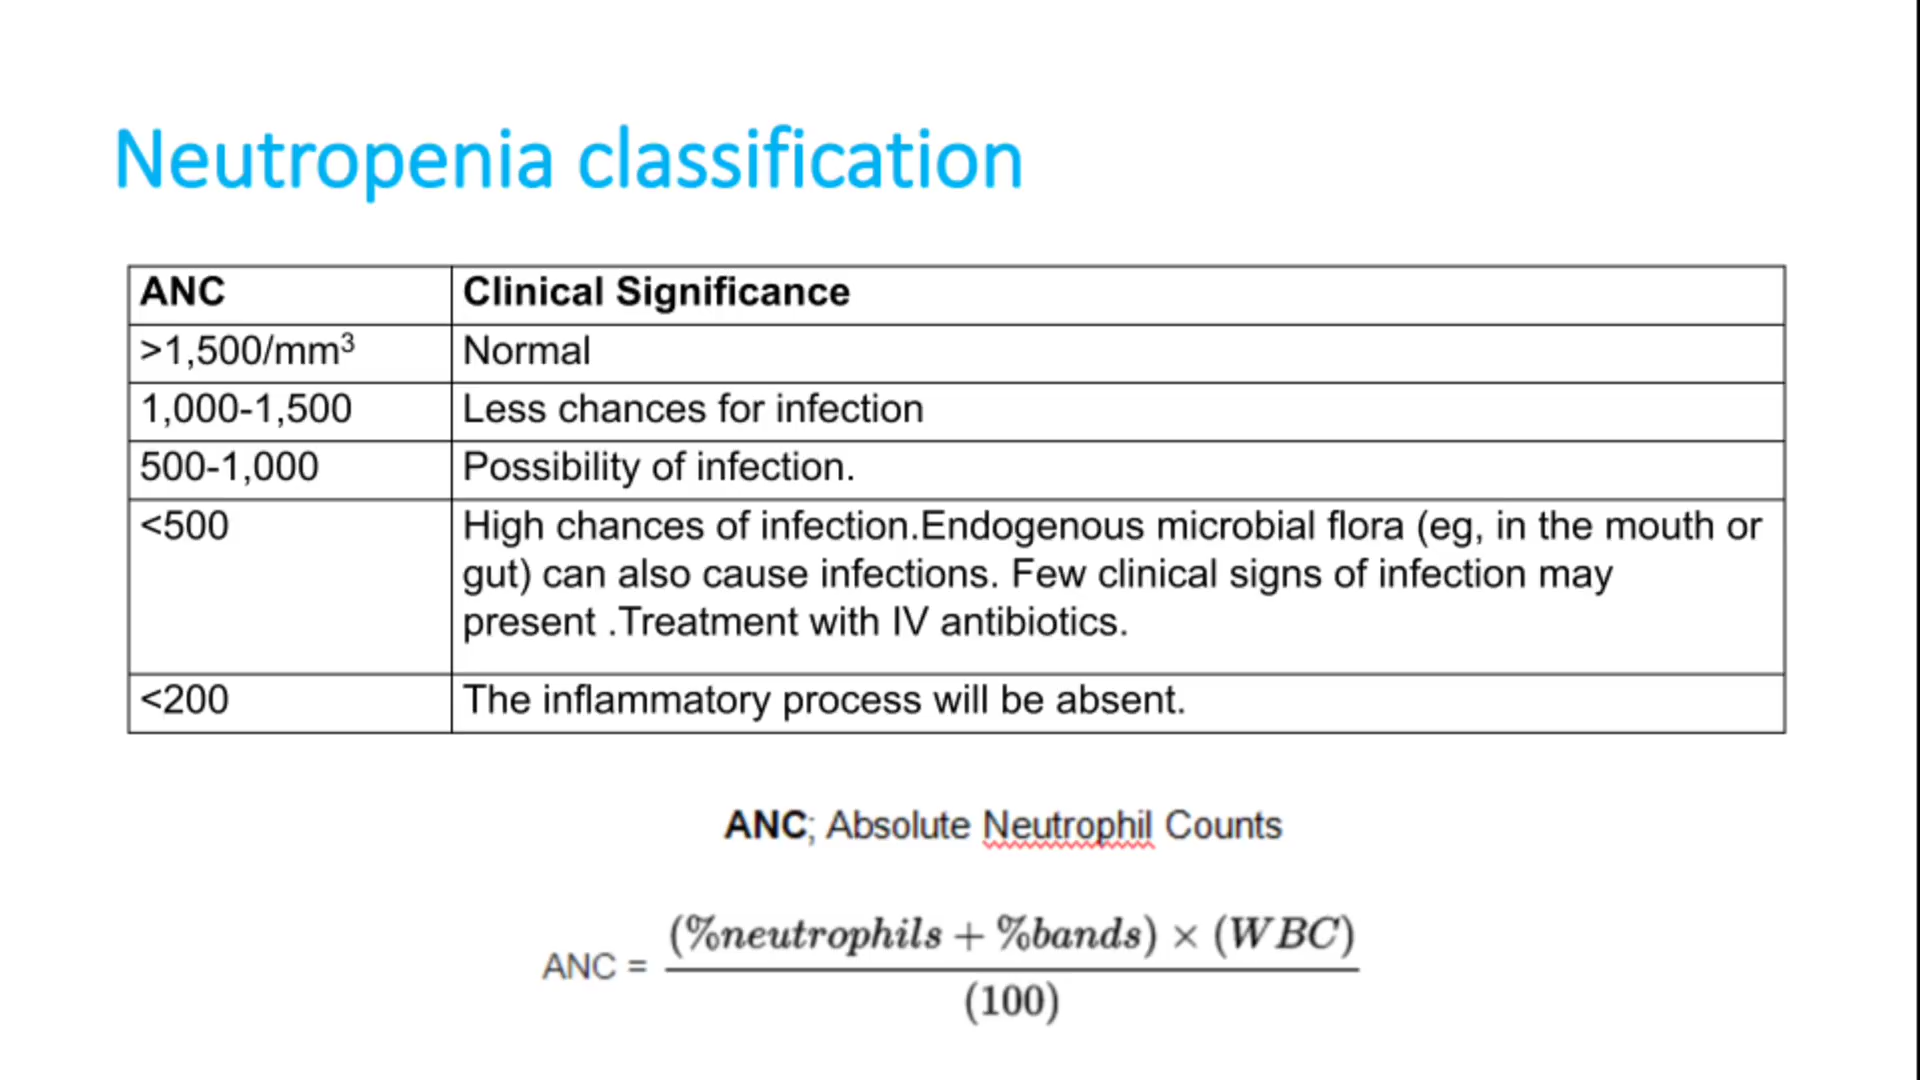 Neutropenia classification
ANC Clinical Significance
>1,500/mm³ Normal
1,000-1,500 Less chances for infection
500-1,000 Possibility of infection.
<500 High chances of infection.Endogenous microbial flora (eg, in the mouth or
gut) can also cause infections. Few clinical signs of infection may
present .Treatment with IV antibiotics.
<200 The inflammatory process will be absent.
ANC; Absolute Neutrophil Counts
(%neutrophils + %bands) × (WBC)
ANC =
(100)